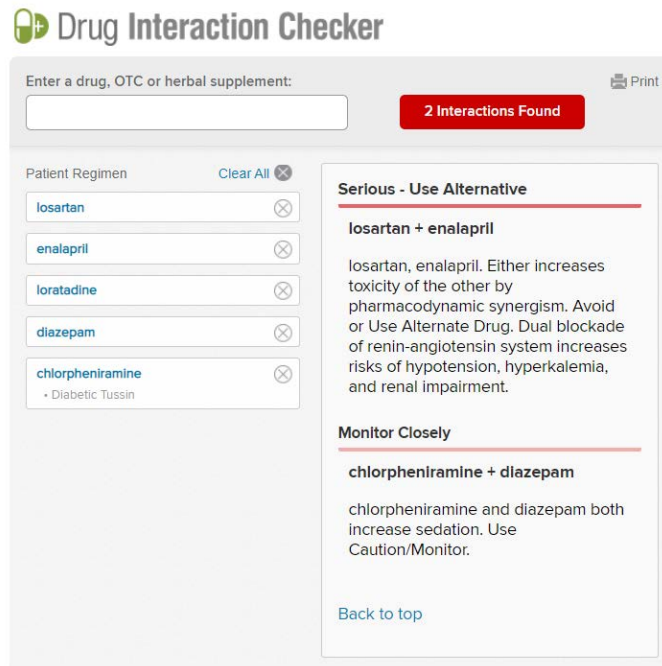 Drug Interaction Checker
Enter a drug, OTC or herbal supplement:
Print
2 Interactions Found
Patient Regimen
Clear All
losartan
enalapril
loratadine
diazepam
chlorpheniramine
• Diabetic Tussin
Serious - Use Alternative
losartan + enalapril
losartan, enalapril. Either increases
toxicity of the other by
pharmacodynamic synergism. Avoid
or Use Alternate Drug. Dual blockade
of renin-angiotensin system increases
risks of hypotension, hyperkalemia,
and renal impairment.
Monitor Closely
chlorpheniramine + diazepam
chlorpheniramine and diazepam both
increase sedation. Use
Caution/Monitor.
Back to top